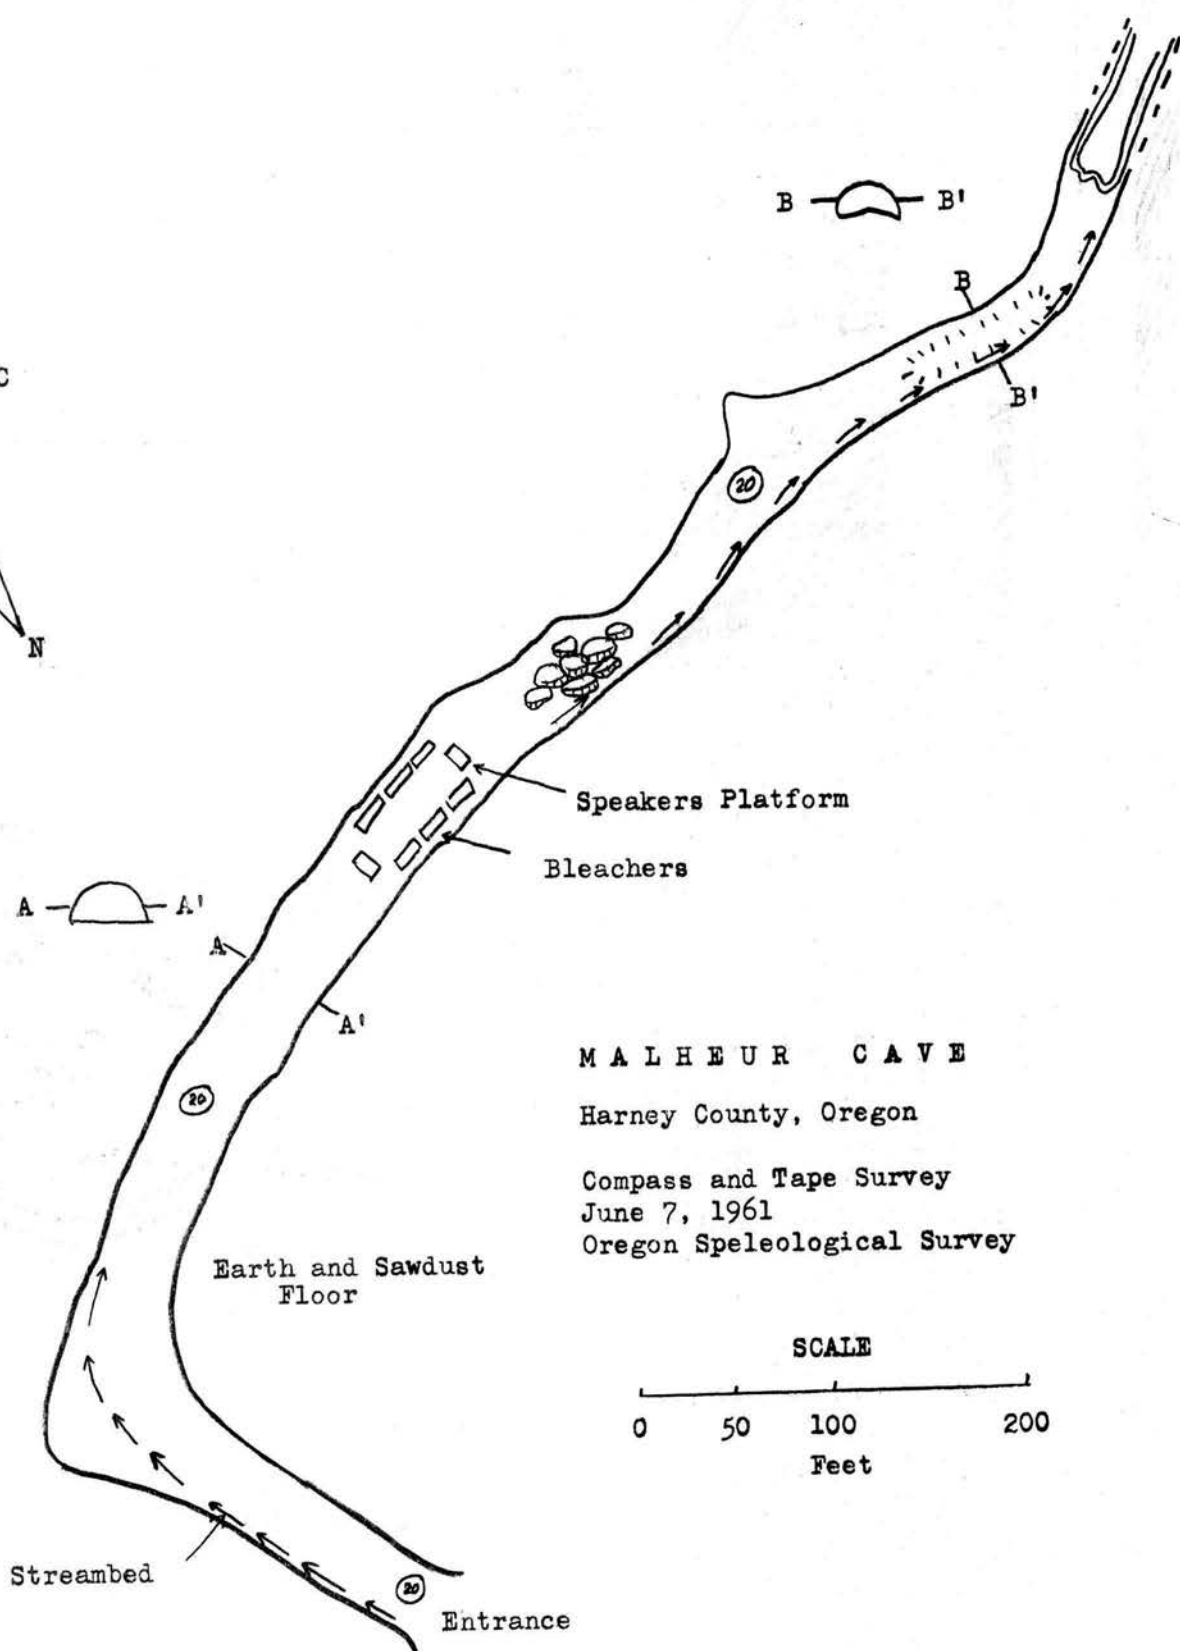 B B'
B
C
B'
20
N
Speakers Platform
Bleachers
A A'
A
A'
MALHEUR CAVE
20
Harney County, Oregon
Compass and Tape Survey
June 7, 1961
Oregon Speleological Survey
Earth and Sawdust
Floor
SCALE
0 50 100 200
Feet
Streambed
20
Entrance